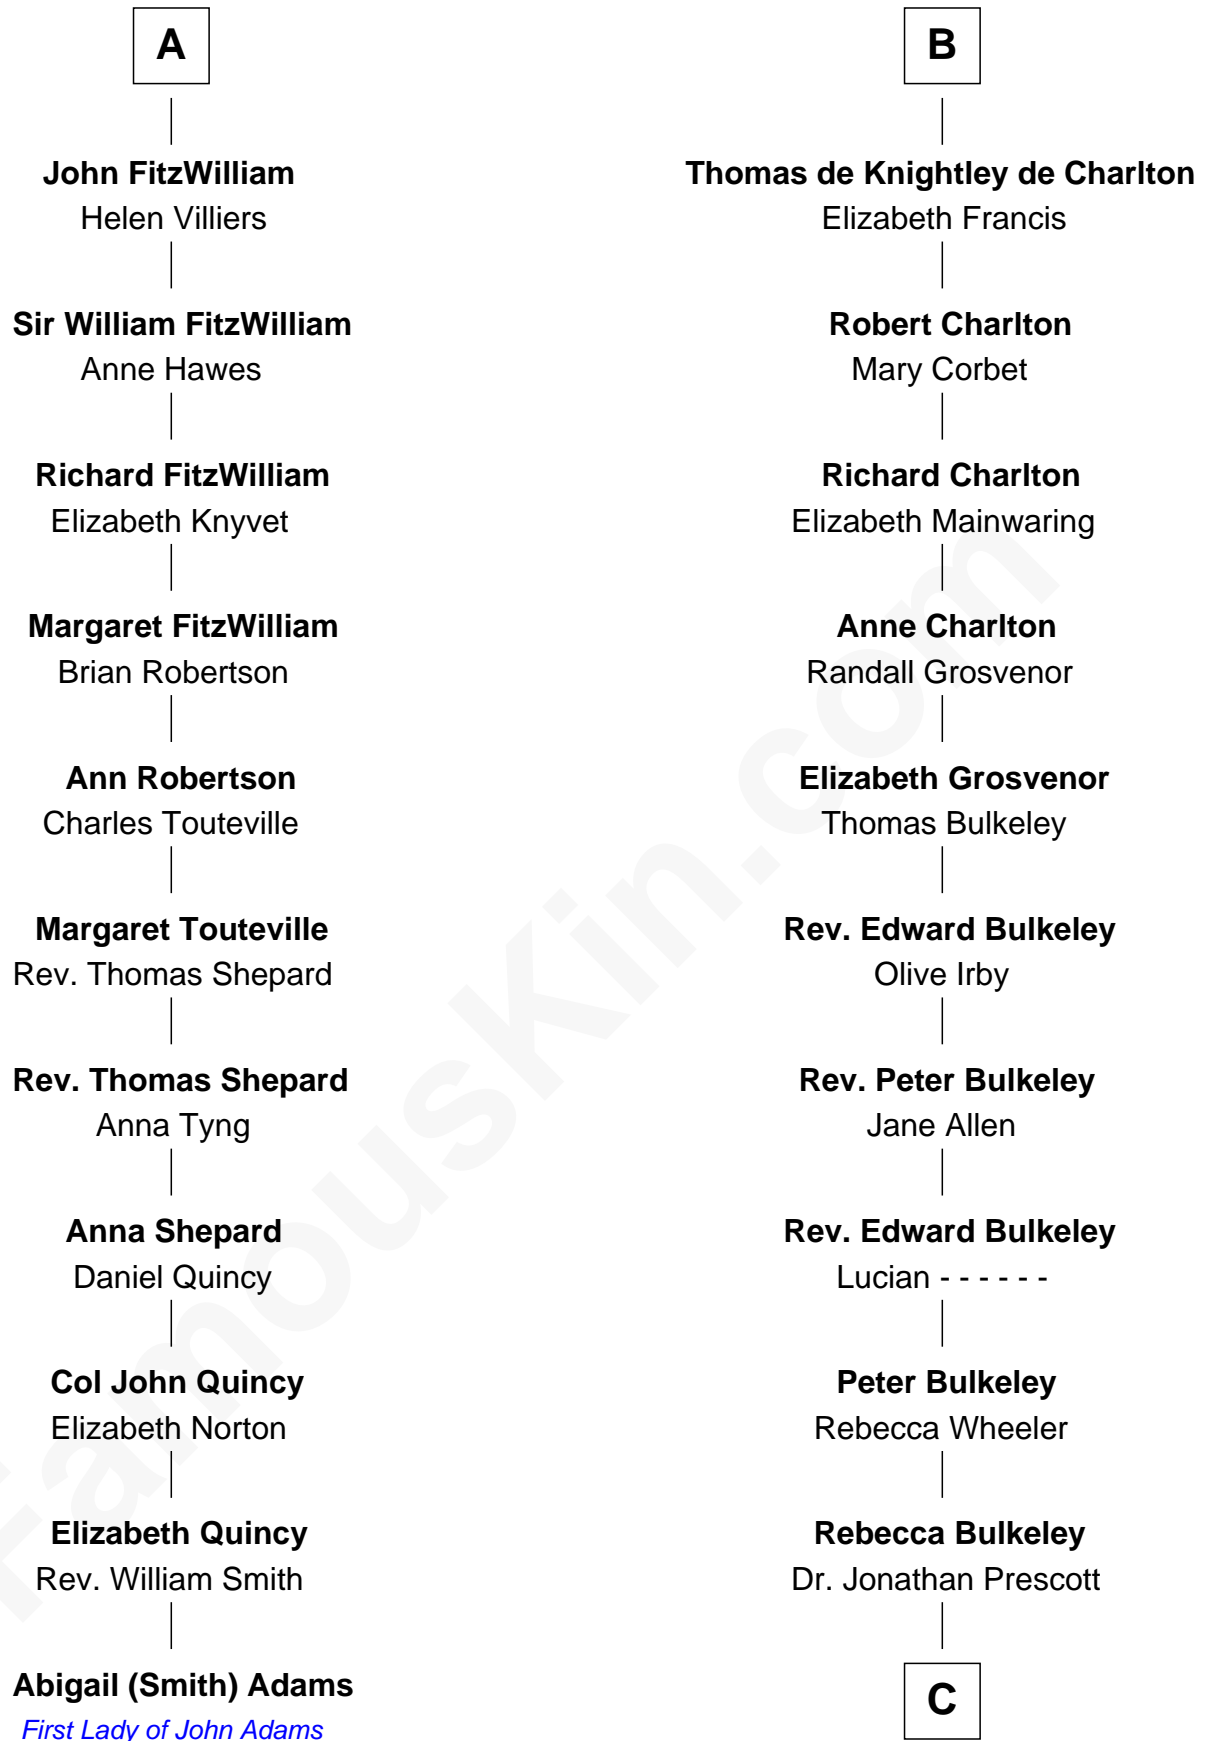 A
John FitzWilliam
Helen Villiers
Sir William FitzWilliam
Anne Hawes
Richard FitzWilliam
Elizabeth Knyvet
Margaret FitzWilliam
Brian Robertson
Ann Robertson
Charles Touteville
Margaret Touteville
Rev. Thomas Shepard
Rev. Thomas Shepard
Anna Tyng
Anna Shepard
Daniel Quincy
Col John Quincy
Elizabeth Norton
Elizabeth Quincy
Rev. William Smith
Abigail (Smith) Adams
First Lady of John Adams
B
Thomas de Knightley de Charlton
Elizabeth Francis
Robert Charlton
Mary Corbet
Richard Charlton
Elizabeth Mainwaring
Anne Charlton
Randall Grosvenor
Elizabeth Grosvenor
Thomas Bulkeley
Rev. Edward Bulkeley
Olive Irby
Rev. Peter Bulkeley
Jane Allen
Rev. Edward Bulkeley
Lucian - - - - - -
Peter Bulkeley
Rebecca Wheeler
Rebecca Bulkeley
Dr. Jonathan Prescott
C
FamousKin.com